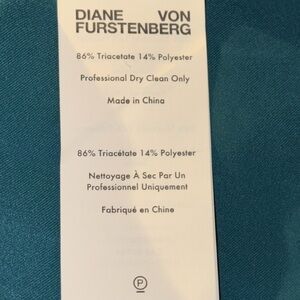 DIANE VON
FURSTENBERG
86% Triacetate 14% Polyester
Professional Dry Clean Only
Made in China
86% Triacétate 14% Polyester
Nettoyage À Sec Par Un
Professionnel Uniquement
Fabriqué en Chine
P